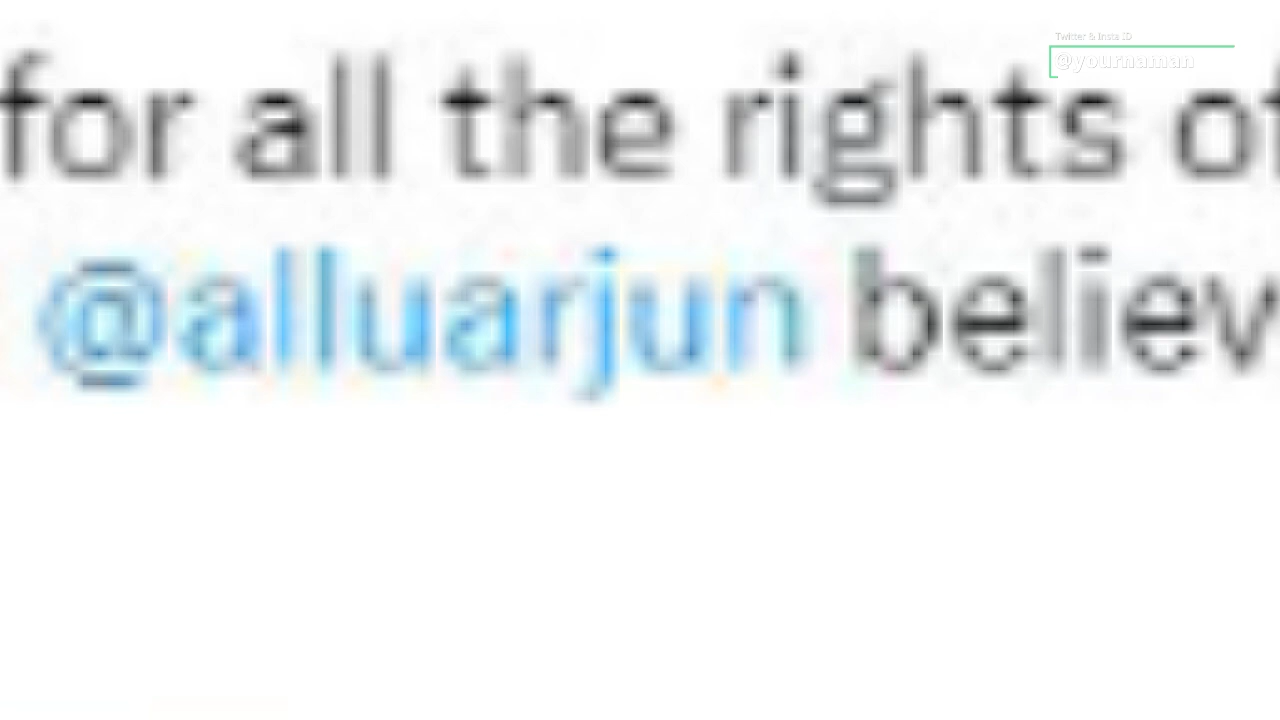 Twitter & Insta ID
@yournaman
for all the rights of
@alluarjun believ